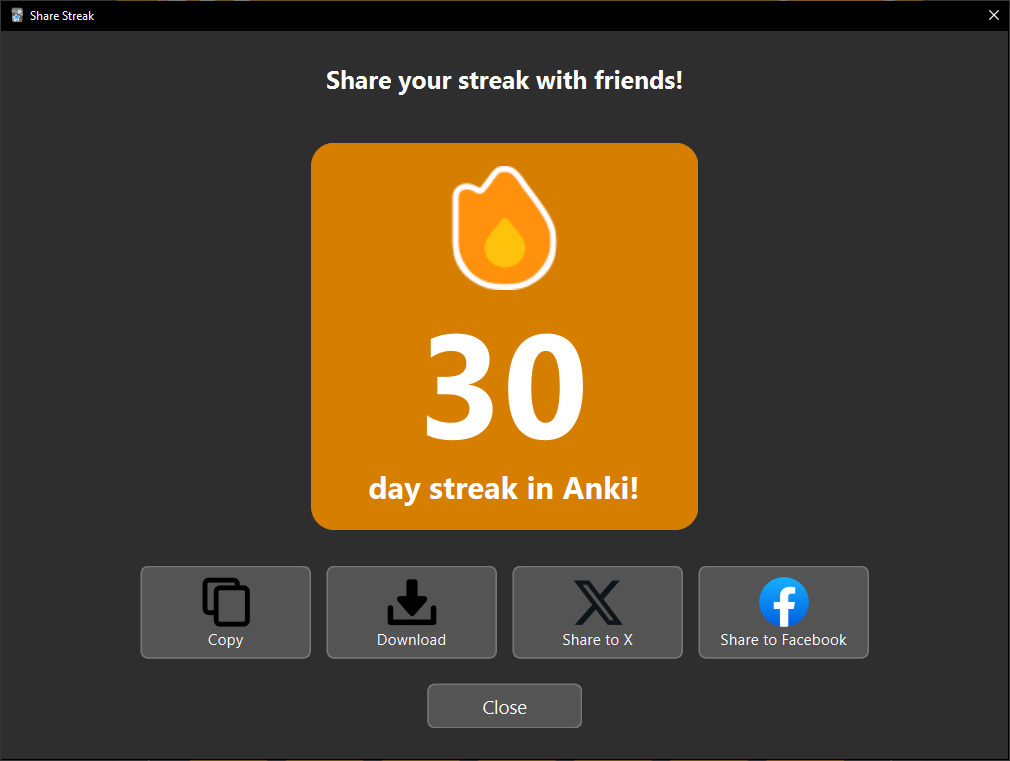 Share Streak
Share your streak with friends!
30
day streak in Anki!
Copy
Download
Share to X
Share to Facebook
Close